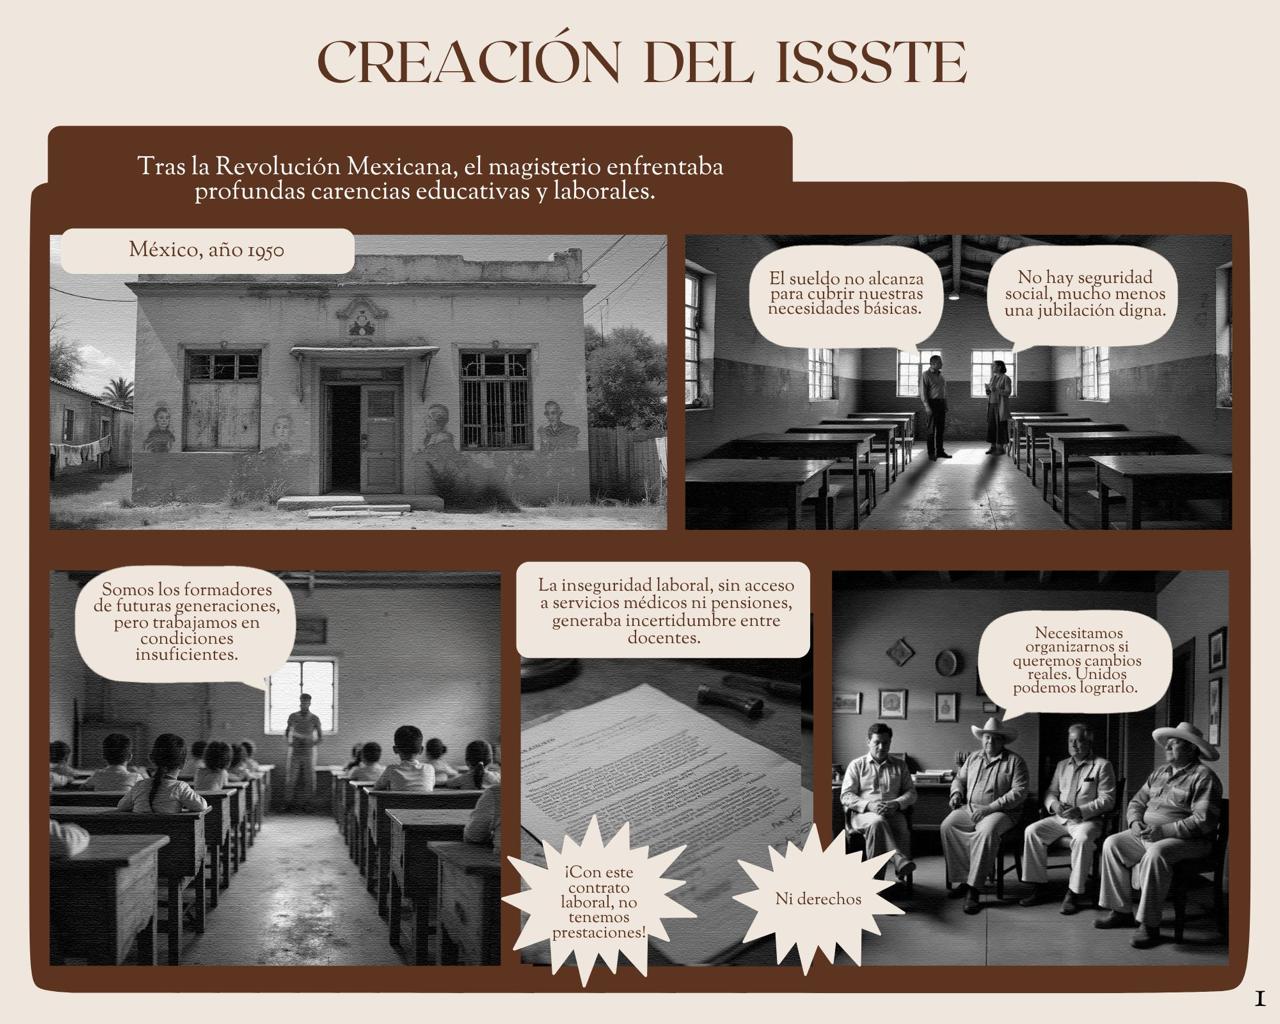 CREACIÓN DEL ISSSTE
Tras la Revolución Mexicana, el magisterio enfrentaba
profundas carencias educativas y laborales.
México, año 1950
El sueldo no alcanza
para cubrir nuestras
necesidades básicas.
No hay seguridad
social, mucho menos
una jubilación digna.
Somos los formadores
de futuras generaciones,
pero trabajamos en
condiciones
insuficientes.
La inseguridad laboral, sin acceso
a servicios médicos ni pensiones,
generaba incertidumbre entre
docentes.
¡Con este
contrato
laboral, no
tenemos
prestaciones!
Ni derechos
Necesitamos
organizarnos si
queremos cambios
reales. Unidos
podemos lograrlo.
1